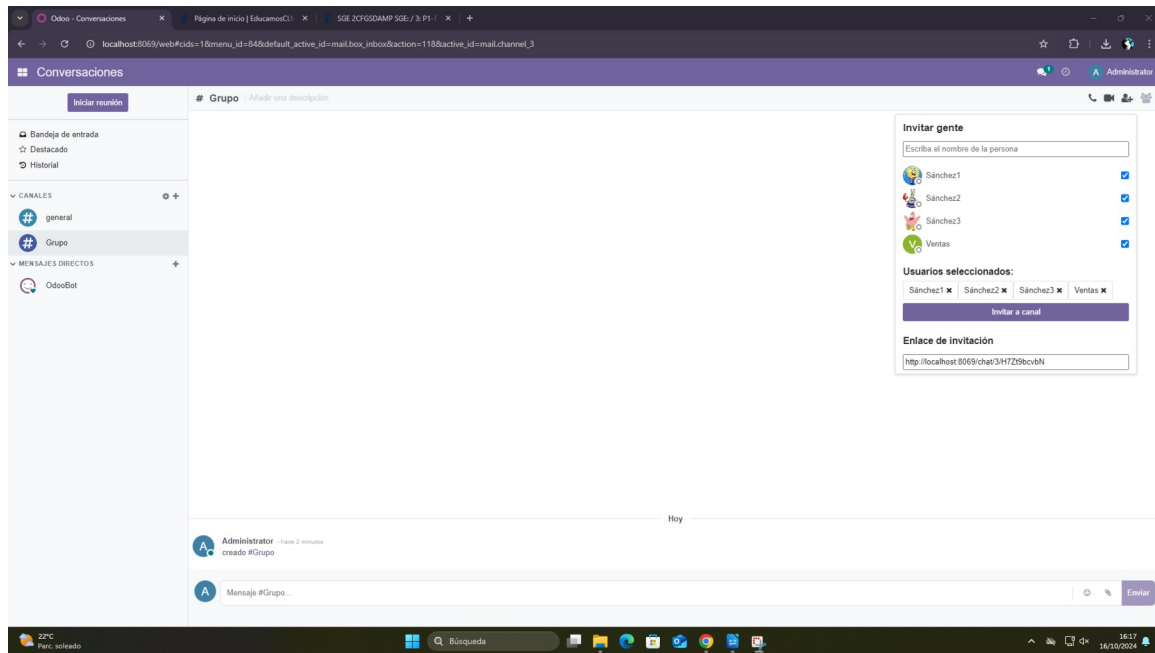 Odoo - Conversaciones
Página de inicio | EducamosCL
SGE 2CFGSDAMP SGE: / 3: P1-
localhost:8069/web#cids=1&menu_id=84&default_active_id=mail.box_inbox&action=118&active_id=mail.channel_3
Conversaciones
1
A Administrator
Iniciar reunión
# Grupo Añadir una descripción
Bandeja de entrada
Destacado
Historial
CANALES
# general
# Grupo
MENSAJES DIRECTOS
OdooBot
Invitar gente
Escriba el nombre de la persona
Sánchez1
Sánchez2
Sánchez3
V Ventas
Usuarios seleccionados:
Sánchez1 Sánchez2 Sánchez3 Ventas
Invitar a canal
Enlace de invitación
http://localhost:8069/chat/3/H7Zt9bcvbN
Hoy
A Administrator - hace 2 minutos
creado #Grupo
A Mensaje #Grupo...
Enviar
22°C
Parc. soleado
Búsqueda
16:17
16/10/2024